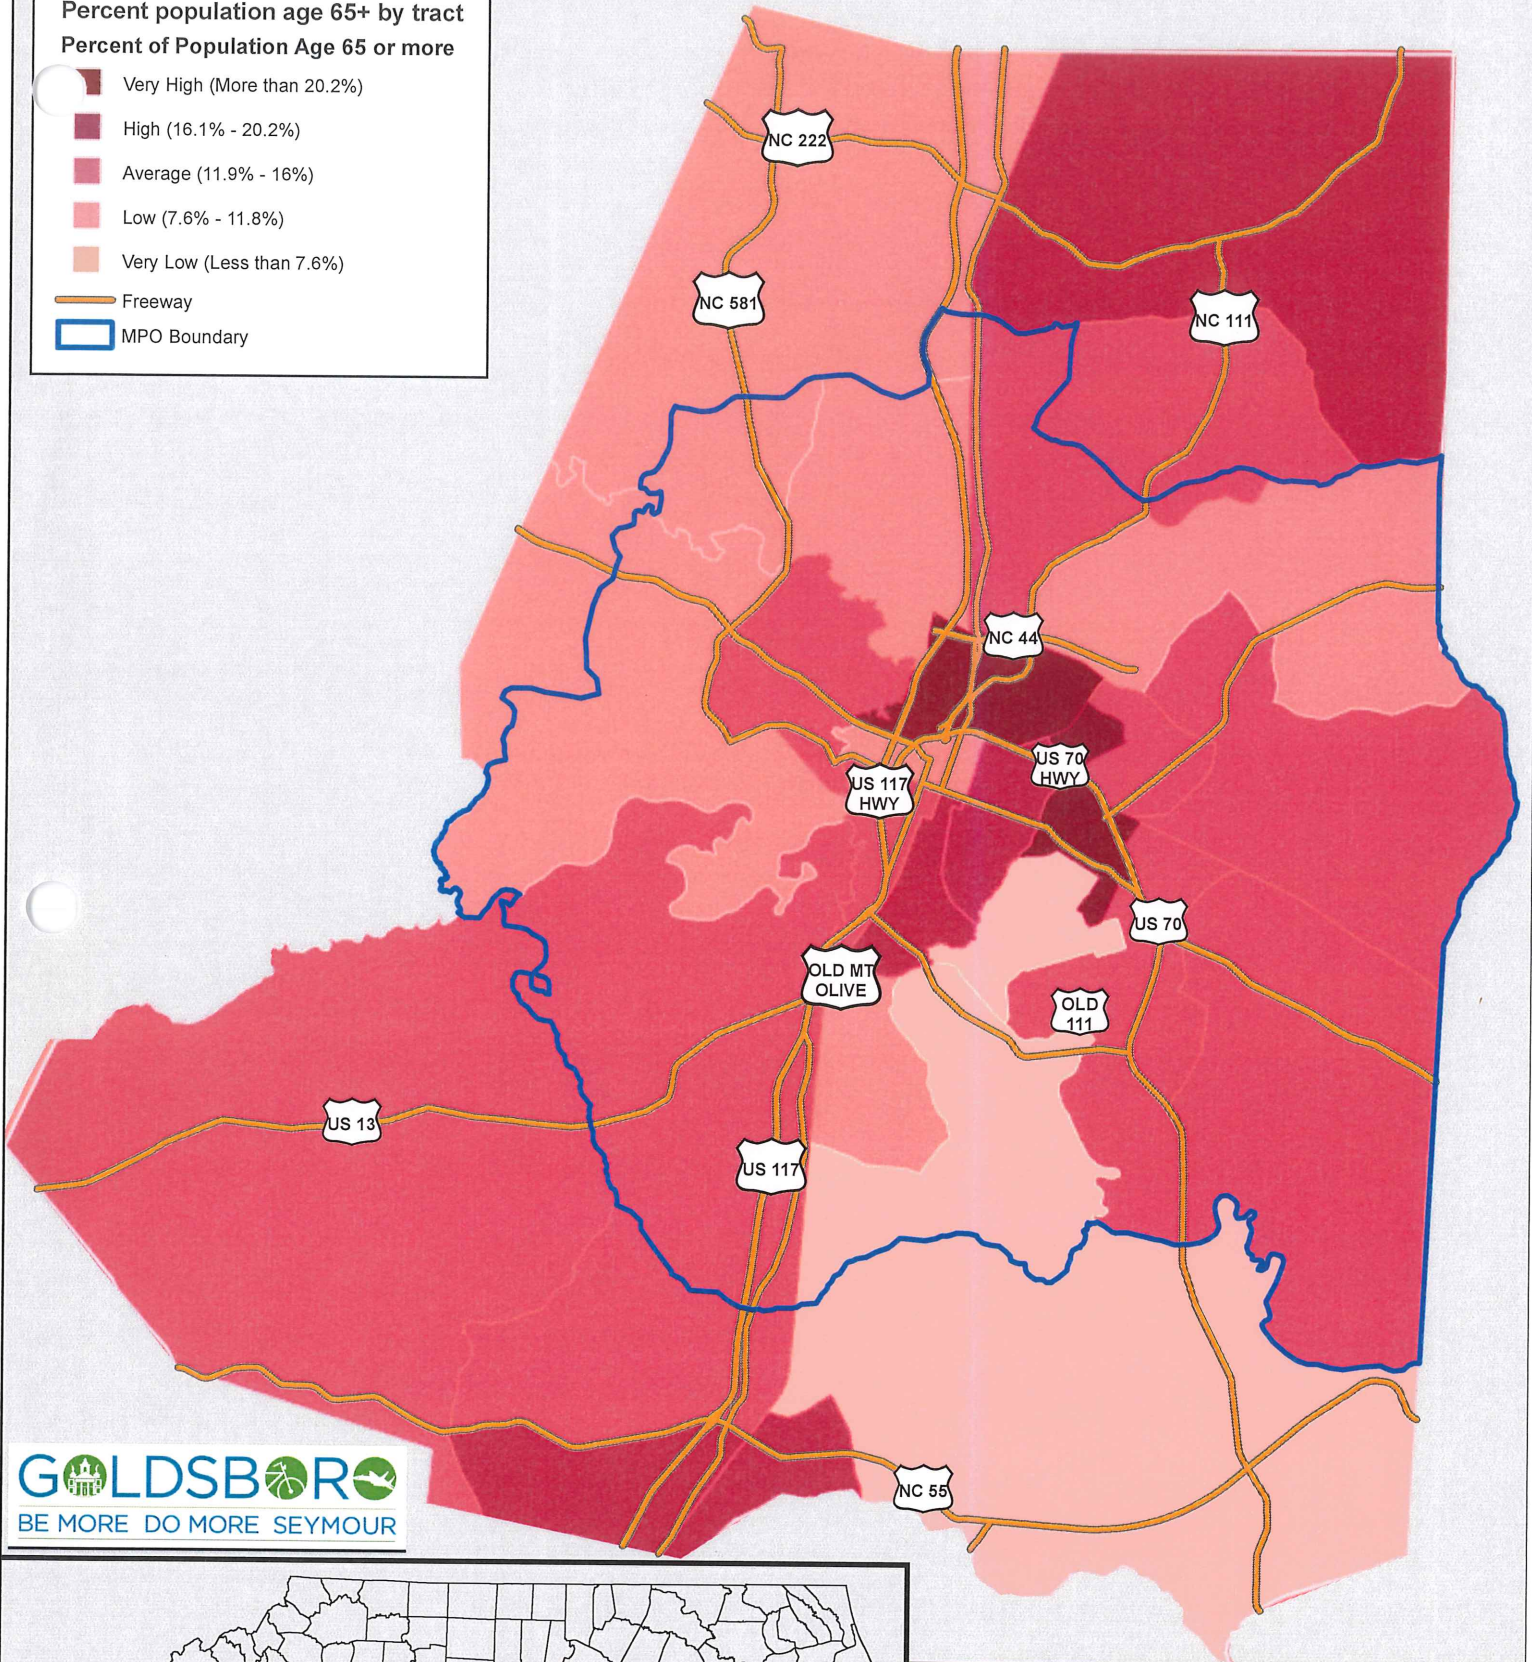 Percent population age 65+ by tract
Percent of Population Age 65 or more
Very High (More than 20.2%)
High (16.1% - 20.2%)
Average (11.9% - 16%)
Low (7.6% - 11.8%)
Very Low (Less than 7.6%)
Freeway
MPO Boundary
NC 222
NC 581
NC 111
NC 44
US 70
HWY
US 117
HWY
US 70
OLD MT
OLIVE
OLD
111
US 13
US 117
NC 55
GOLDSBORO
BE MORE DO MORE SEYMOUR